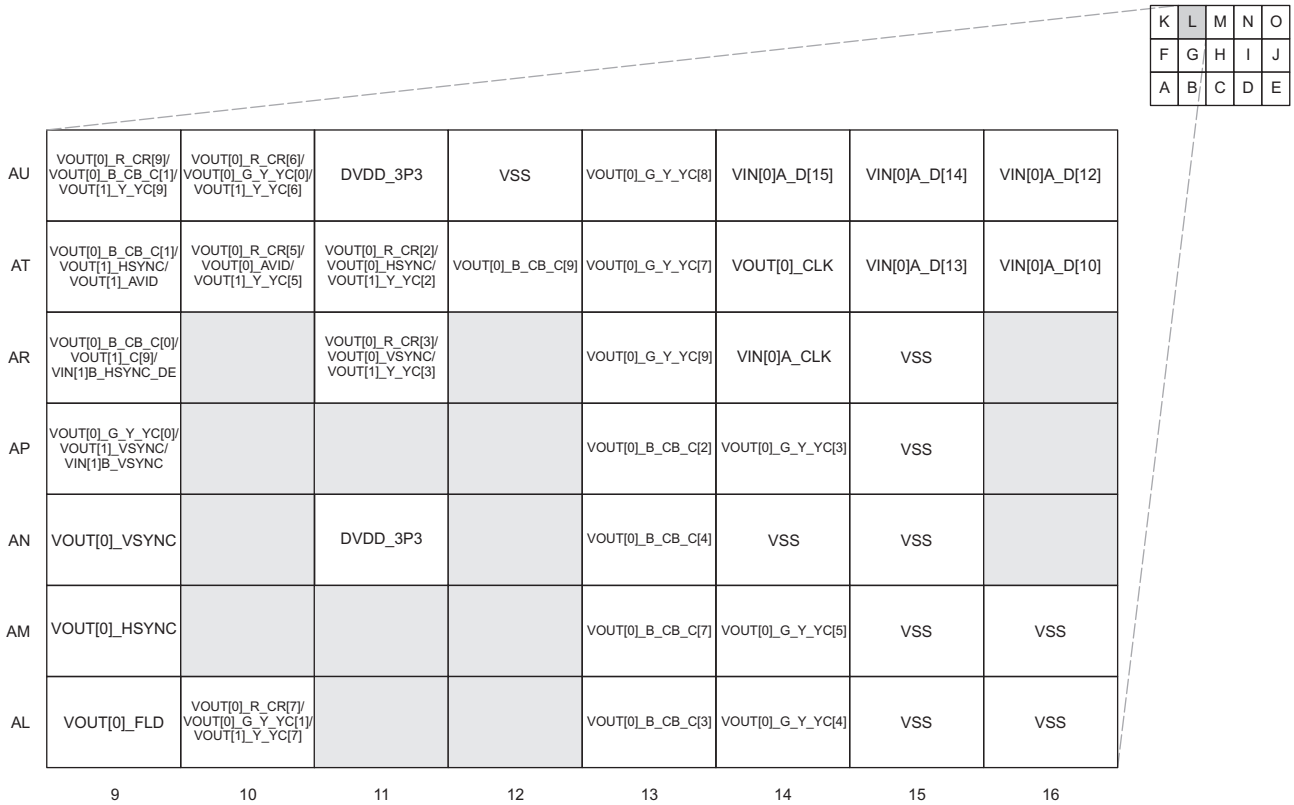 K L M N O
F G H I J
A B C D E
AU
VOUT[0]_R_CR[9]/
VOUT[0]_B_CB_C[1]/
VOUT[1]_Y_YC[9]
VOUT[0]_R_CR[6]/
VOUT[0]_G_Y_YC[0]/
VOUT[1]_Y_YC[6]
DVDD_3P3
VSS
VOUT[0]_G_Y_YC[8]
VIN[0]A_D[15]
VIN[0]A_D[14]
VIN[0]A_D[12]
AT
VOUT[0]_B_CB_C[1]/
VOUT[1]_HSYNC/
VOUT[1]_AVID
VOUT[0]_R_CR[5]/
VOUT[0]_AVID/
VOUT[1]_Y_YC[5]
VOUT[0]_R_CR[2]/
VOUT[0]_HSYNC/
VOUT[1]_Y_YC[2]
VOUT[0]_B_CB_C[9]
VOUT[0]_G_Y_YC[7]
VOUT[0]_CLK
VIN[0]A_D[13]
VIN[0]A_D[10]
AR
VOUT[0]_B_CB_C[0]/
VOUT[1]_C[9]/
VIN[1]B_HSYNC_DE
VOUT[0]_R_CR[3]/
VOUT[0]_VSYNC/
VOUT[1]_Y_YC[3]
VOUT[0]_G_Y_YC[9]
VIN[0]A_CLK
VSS
AP
VOUT[0]_G_Y_YC[0]/
VOUT[1]_VSYNC/
VIN[1]B_VSYNC
VOUT[0]_B_CB_C[2]
VOUT[0]_G_Y_YC[3]
VSS
AN
VOUT[0]_VSYNC
DVDD_3P3
VOUT[0]_B_CB_C[4]
VSS
VSS
AM
VOUT[0]_HSYNC
VOUT[0]_B_CB_C[7]
VOUT[0]_G_Y_YC[5]
VSS
VSS
AL
VOUT[0]_FLD
VOUT[0]_R_CR[7]/
VOUT[0]_G_Y_YC[1]/
VOUT[1]_Y_YC[7]
VOUT[0]_B_CB_C[3]
VOUT[0]_G_Y_YC[4]
VSS
VSS
9 10 11 12 13 14 15 16